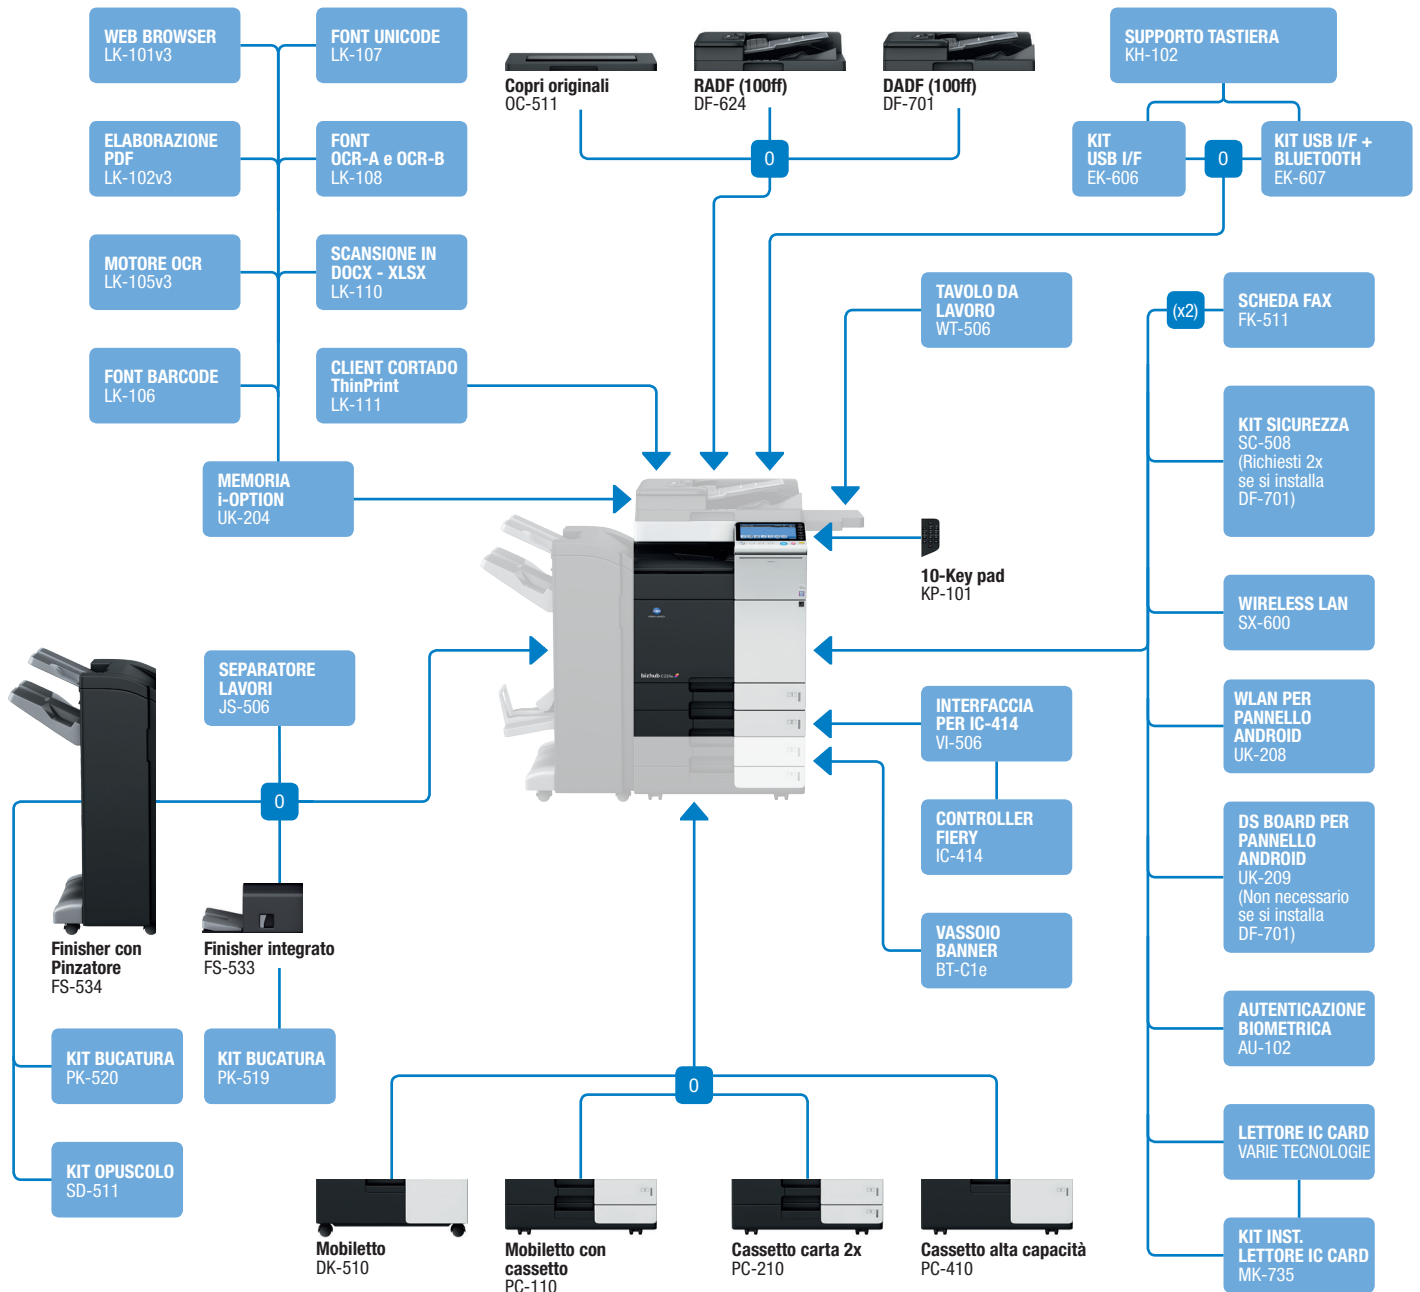 WEB BROWSER
LK-101v3
FONT UNICODE
LK-107
ELABORAZIONE
PDF
LK-102v3
FONT
OCR-A e OCR-B
LK-108
MOTORE OCR
LK-105v3
SCANSIONE IN
DOCX - XLSX
LK-110
FONT BARCODE
LK-106
CLIENT CORTADO
ThinPrint
LK-111
MEMORIA
i-OPTION
UK-204
Copri originali
OC-511
RADF (100ff)
DF-624
DADF (100ff)
DF-701
0
SUPPORTO TASTIERA
KH-102
KIT
USB I/F
EK-606
0
KIT USB I/F +
BLUETOOTH
EK-607
TAVOLO DA
LAVORO
WT-506
(x2)
SCHEDA FAX
FK-511
KIT SICUREZZA
SC-508
(Richiesti 2x
se si installa
DF-701)
10-Key pad
KP-101
WIRELESS LAN
SX-600
bizhub
SEPARATORE
LAVORI
JS-506
INTERFACCIA
PER IC-414
VI-506
WLAN PER
PANNELLO
ANDROID
UK-208
0
CONTROLLER
FIERY
IC-414
DS BOARD PER
PANNELLO
ANDROID
UK-209
(Non necessario
se si installa
DF-701)
Finisher con
Pinzatore
FS-534
Finisher integrato
FS-533
VASSOIO
BANNER
BT-C1e
AUTENTICAZIONE
BIOMETRICA
AU-102
KIT BUCATURA
PK-520
KIT BUCATURA
PK-519
0
KIT OPUSCOLO
SD-511
LETTORE IC CARD
VARIE TECNOLOGIE
Mobiletto
DK-510
Mobiletto con
cassetto
PC-110
Cassetto carta 2x
PC-210
Cassetto alta capacità
PC-410
KIT INST.
LETTORE IC CARD
MK-735